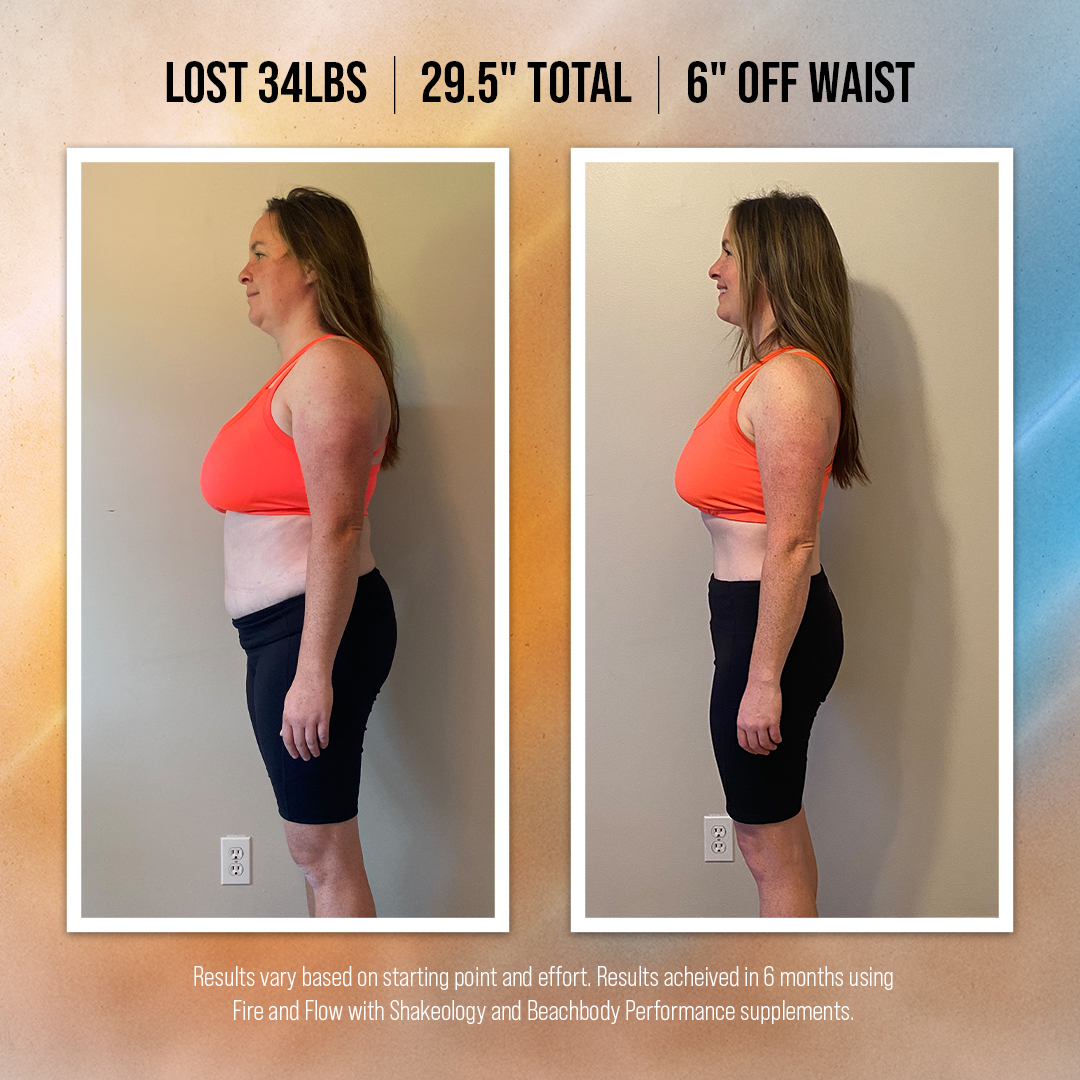 LOST 34LBS | 29.5" TOTAL | 6" OFF WAIST
Results vary based on starting point and effort. Results acheived in 6 months using
Fire and Flow with Shakeology and Beachbody Performance supplements.